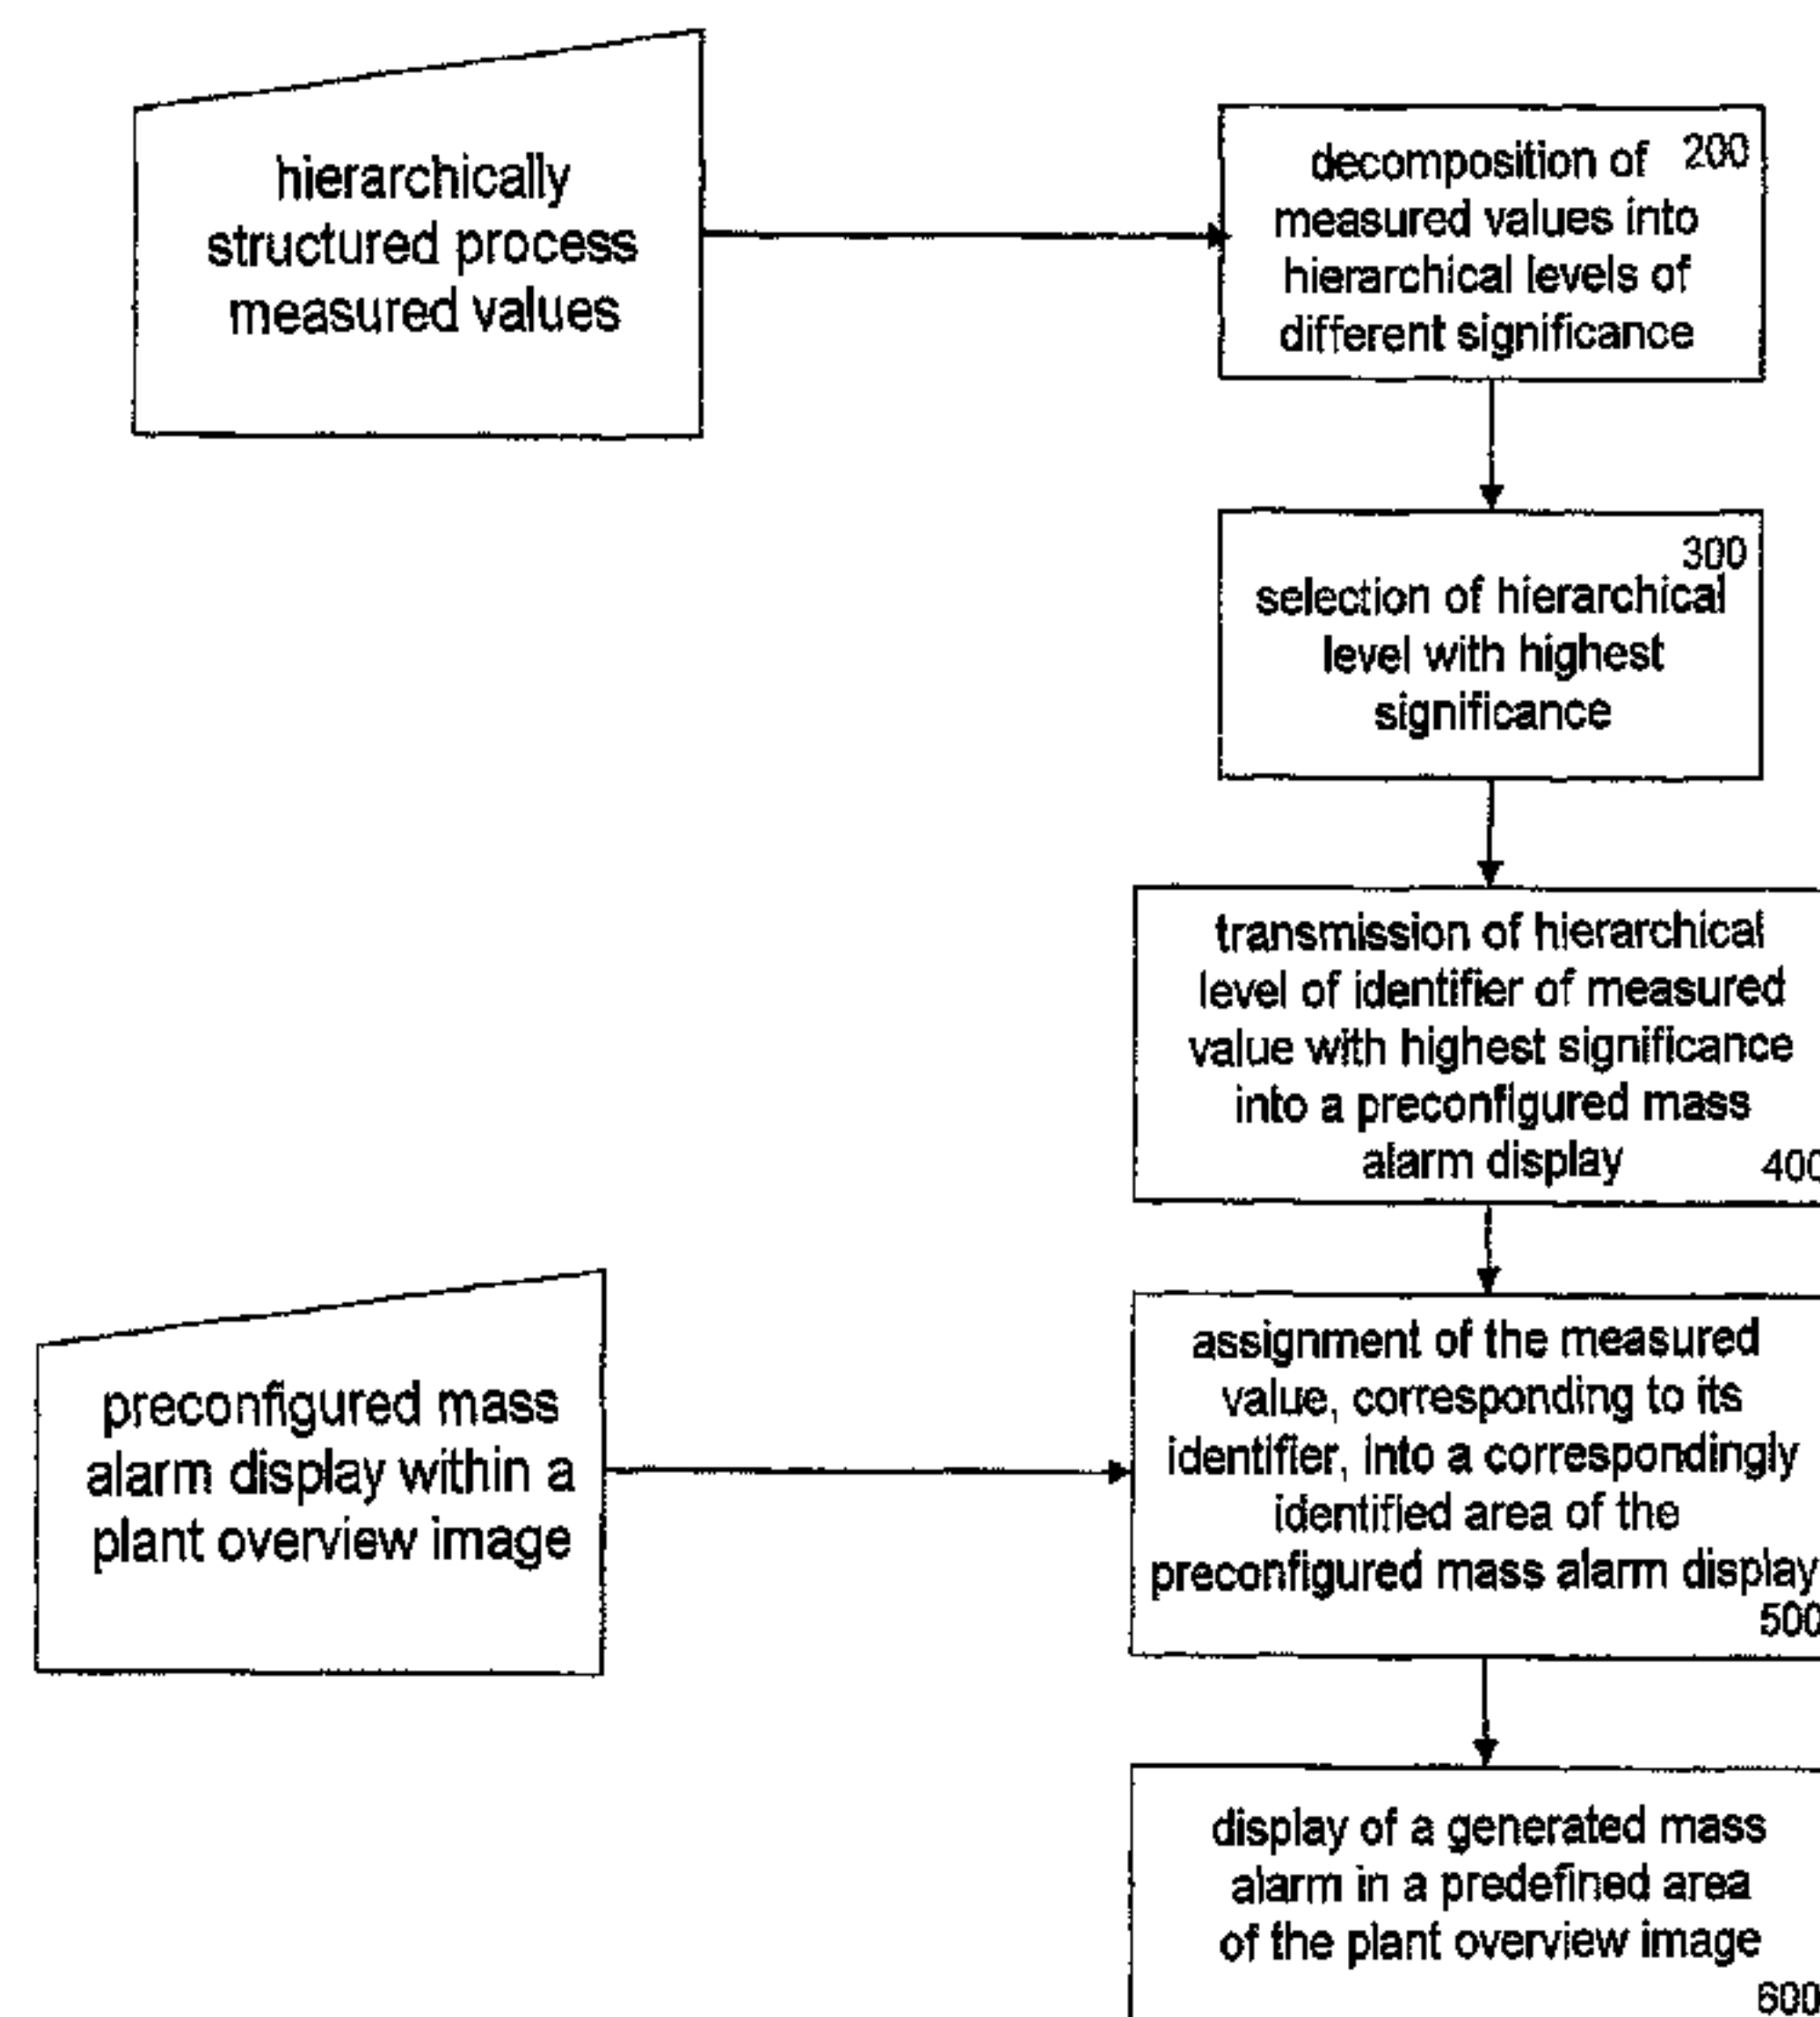 hierarchically
structured process
measured values
200
decomposition of
measured values into
hierarchical levels of
different significance
300
selection of hierarchical
level with highest
significance
transmission of hierarchical
level of identifier of measured
value with highest significance
into a preconfigured mass
alarm display
400
preconfigured mass
alarm display within a
plant overview image
assignment of the measured
value, corresponding to its
identifier, into a correspondingly
identified area of the
preconfigured mass alarm display
500
display of a generated mass
alarm in a predefined area
of the plant overview image
600